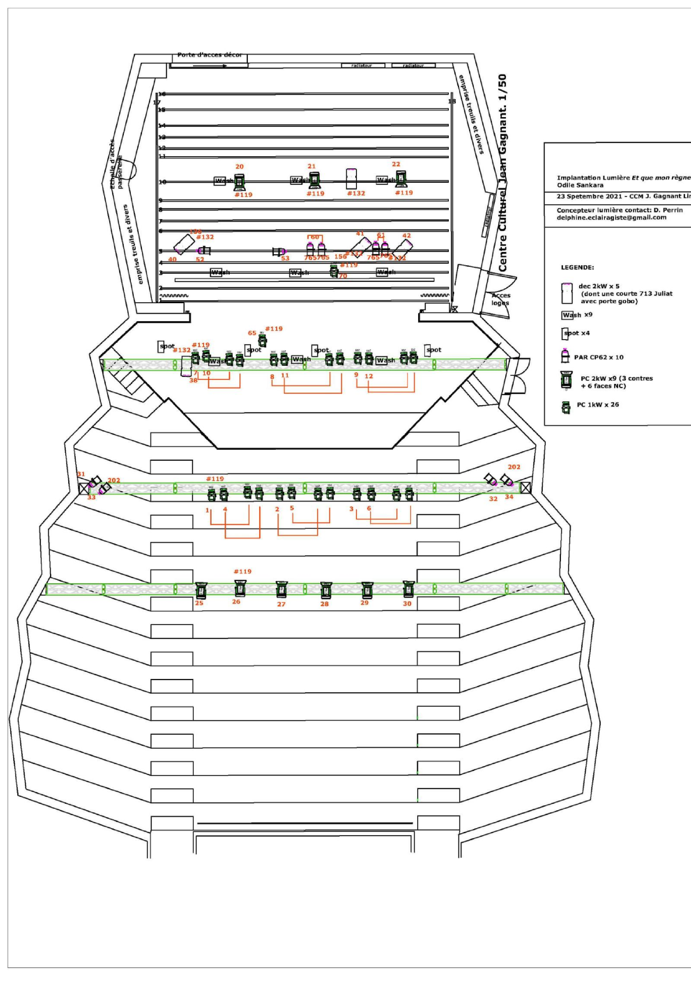 Porte d'acces décor
radiateur
radiateur
16
17
18
15
14
13
12
11
10
9
8
7
6
5
4
3
2
1
Echelle d'accès
passerelle
emprise treuils et divers
emprise treuils et divers
radiateur
Centre Culturel Jean Gagnant. 1/50
20
21
22
Wash
Wash
Wash
#119
#119
#132
#119
#132
60
41
61
42
40
52
53
765
765
156
#132
765
#132
#119
Wash
Wash
Wash
70
Acces
loges
65
#119
spot
#132
#119
spot
spot
spot
Wash
Wash
Wash
7
10
38
8
11
9
12
31
202
33
#119
202
32
34
1
4
2
5
3
6
#119
25
26
27
28
29
30
Implantation Lumière Et que mon règne
Odile Sankara
23 Spetembre 2021 - CCM J. Gagnant Lin
Concepteur lumière contact: D. Perrin
delphine.eclairagiste@gmail.com
LEGENDE:
dec 2kW x 5
(dont une courte 713 Juliat
avec porte gobo)
Wash x9
spot x4
PAR CP62 x 10
PC 2kW x9 (3 contres
+ 6 faces NC)
PC 1kW x 26